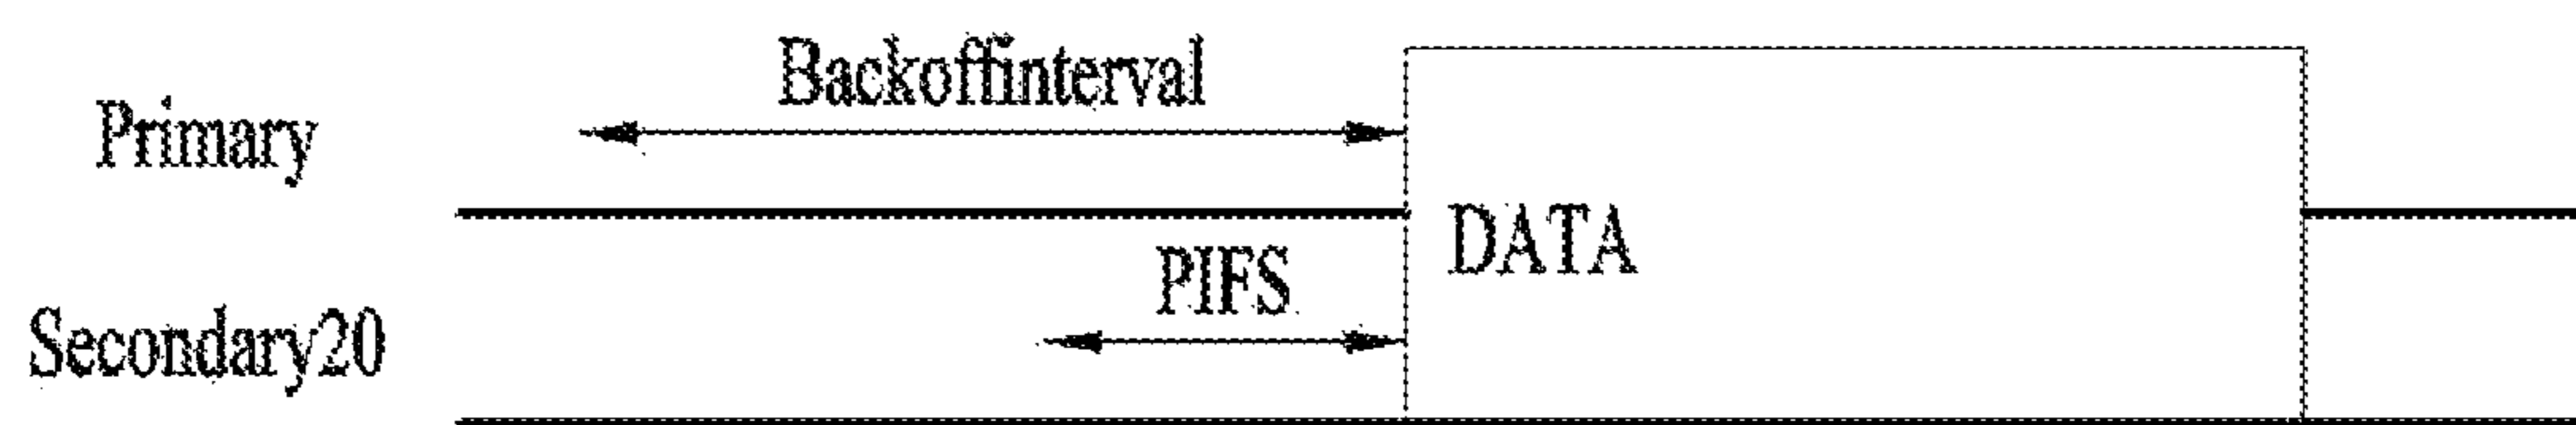 Backoffinterval
Primary
DATA
PIFS
Secondary20